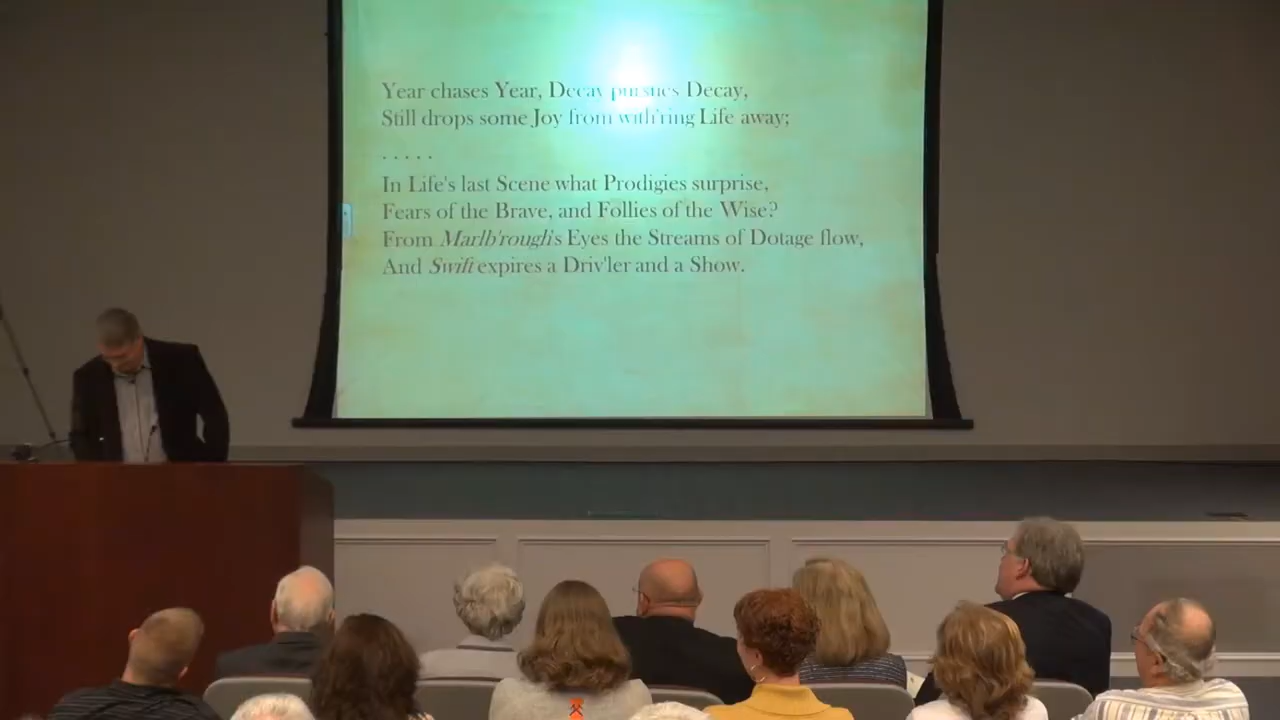 Year chases Year, Decay pursues Decay,
Still drops some Joy from with'ring Life away;
. . . . .
In Life's last Scene what Prodigies surprise,
Fears of the Brave, and Follies of the Wise?
From Marlb'rough's Eyes the Streams of Dotage flow,
And Swift expires a Driv'ler and a Show.